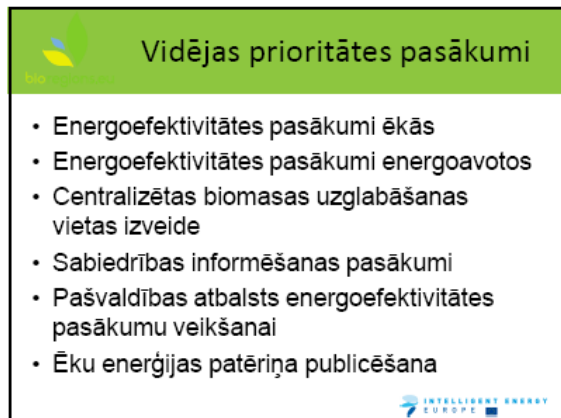 Vidējas prioritātes pasākumi
• Energoefektivitātes pasākumi ēkās
• Energoefektivitātes pasākumi energoavotos
• Centralizētas biomasas uzglabāšanas
vietas izveide
• Sabiedrības informēšanas pasākumi
• Pašvaldības atbalsts energoefektivitātes
pasākumu veikšanai
• Ēku enerģijas patēriņa publicēšana
INTELLIGENT ENERGY
EUROPE